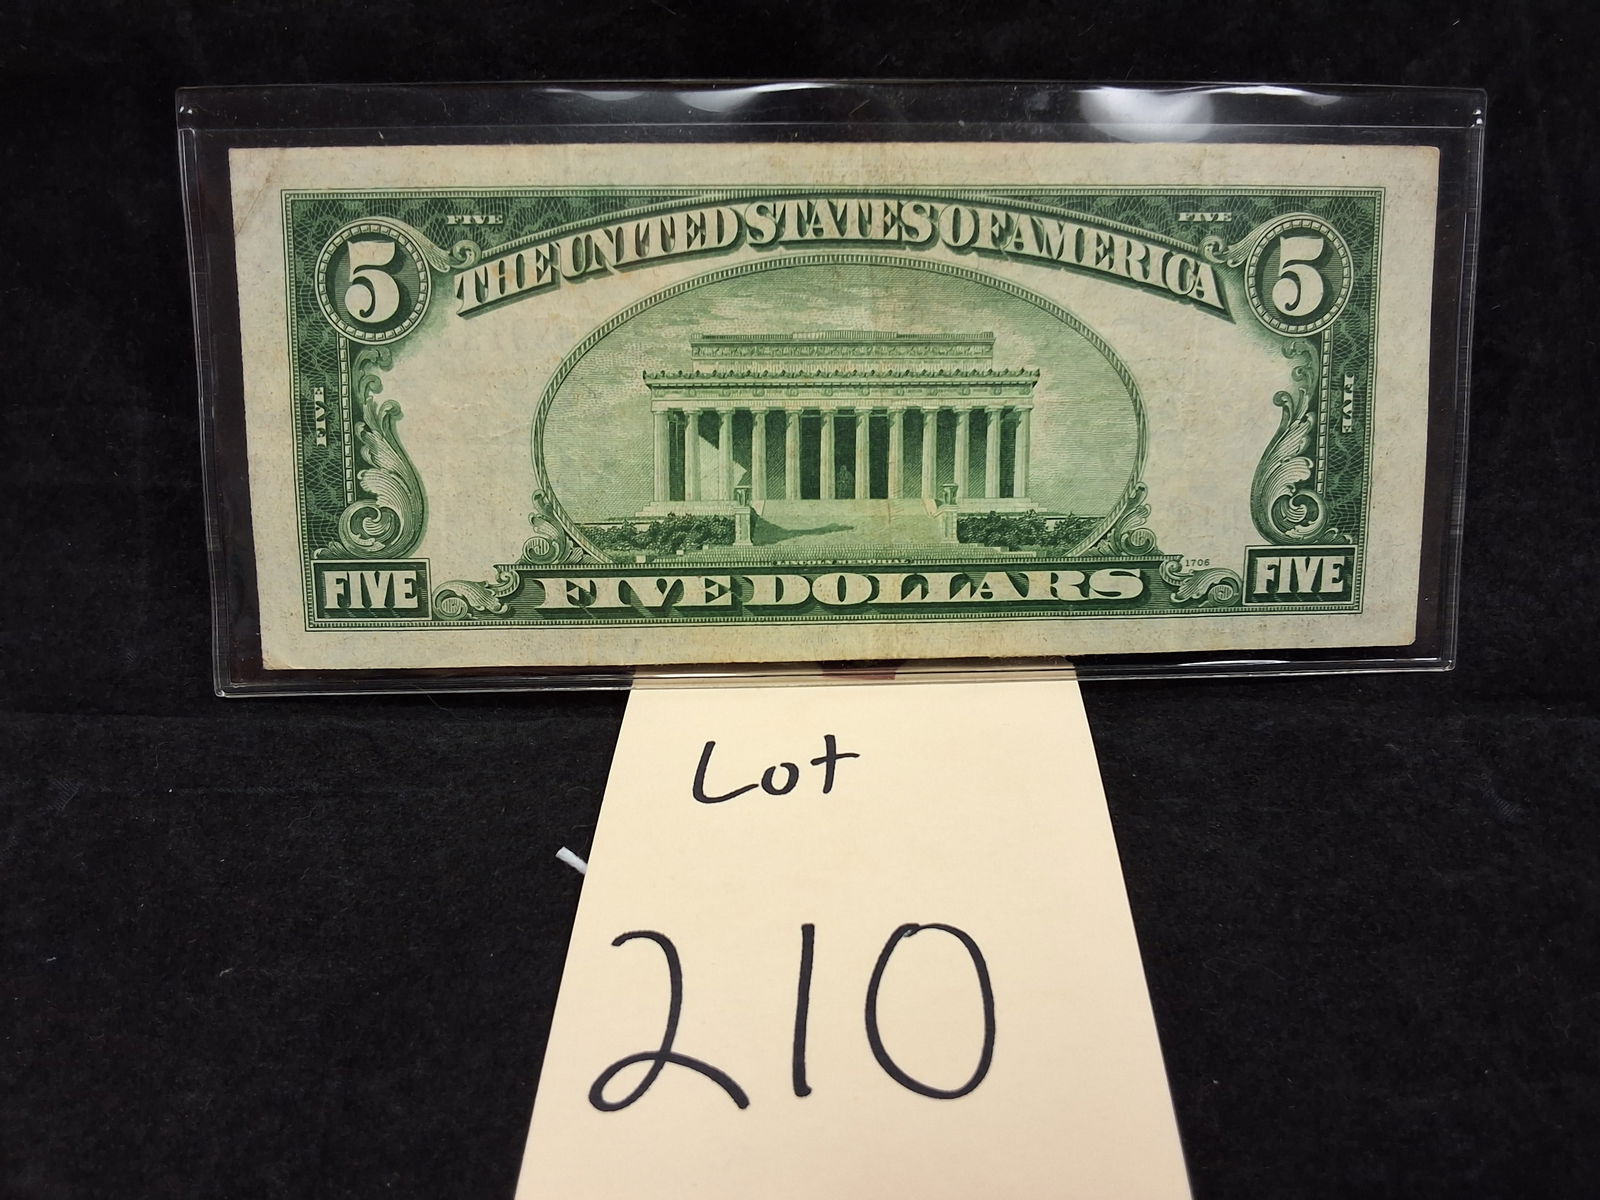 FIVE FIVE
5 THE UNITED STATES OF AMERICA 5
FIVE FIVE
LINCOLN MEMORIAL
1706
FIVE FIVE DOLLARS FIVE
Lot
210